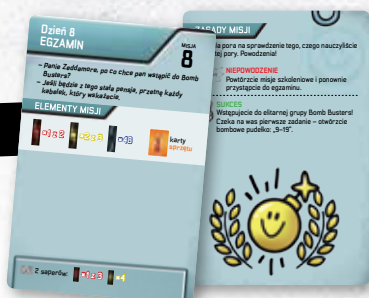 Dzień 8
EGZAMIN
MISJA
8
– Panie Zeddamore, po co chce pan wstąpić do Bomb
Busters?
– Jeśli będzie z tego stała pensja, przetnę każdy
kabelek, który wskażecie.
ELEMENTY MISJI
karty
sprzętu
2 saperów:
ZASADY MISJI
pora na sprawdzenie tego, czego nauczyliście
tej pory. Powodzenia!
NIEPOWODZENIE
Powtórzcie misje szkoleniowe i ponownie
przystąpcie do egzaminu.
SUKCES
Wstępujecie do elitarnej grupy Bomb Busters!
Czeka na was pierwsze zadanie – otwórzcie
bombowe pudełko: „9–19”.